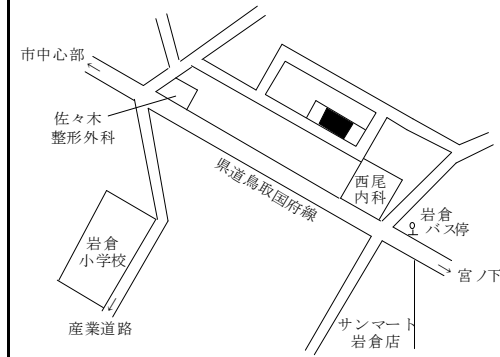 市中心部
佐々木
整形外科
県道鳥取国府線
西尾
内科
岩倉
バス停
岩倉
小学校
宮ノ下
サンマート
岩倉店
産業道路